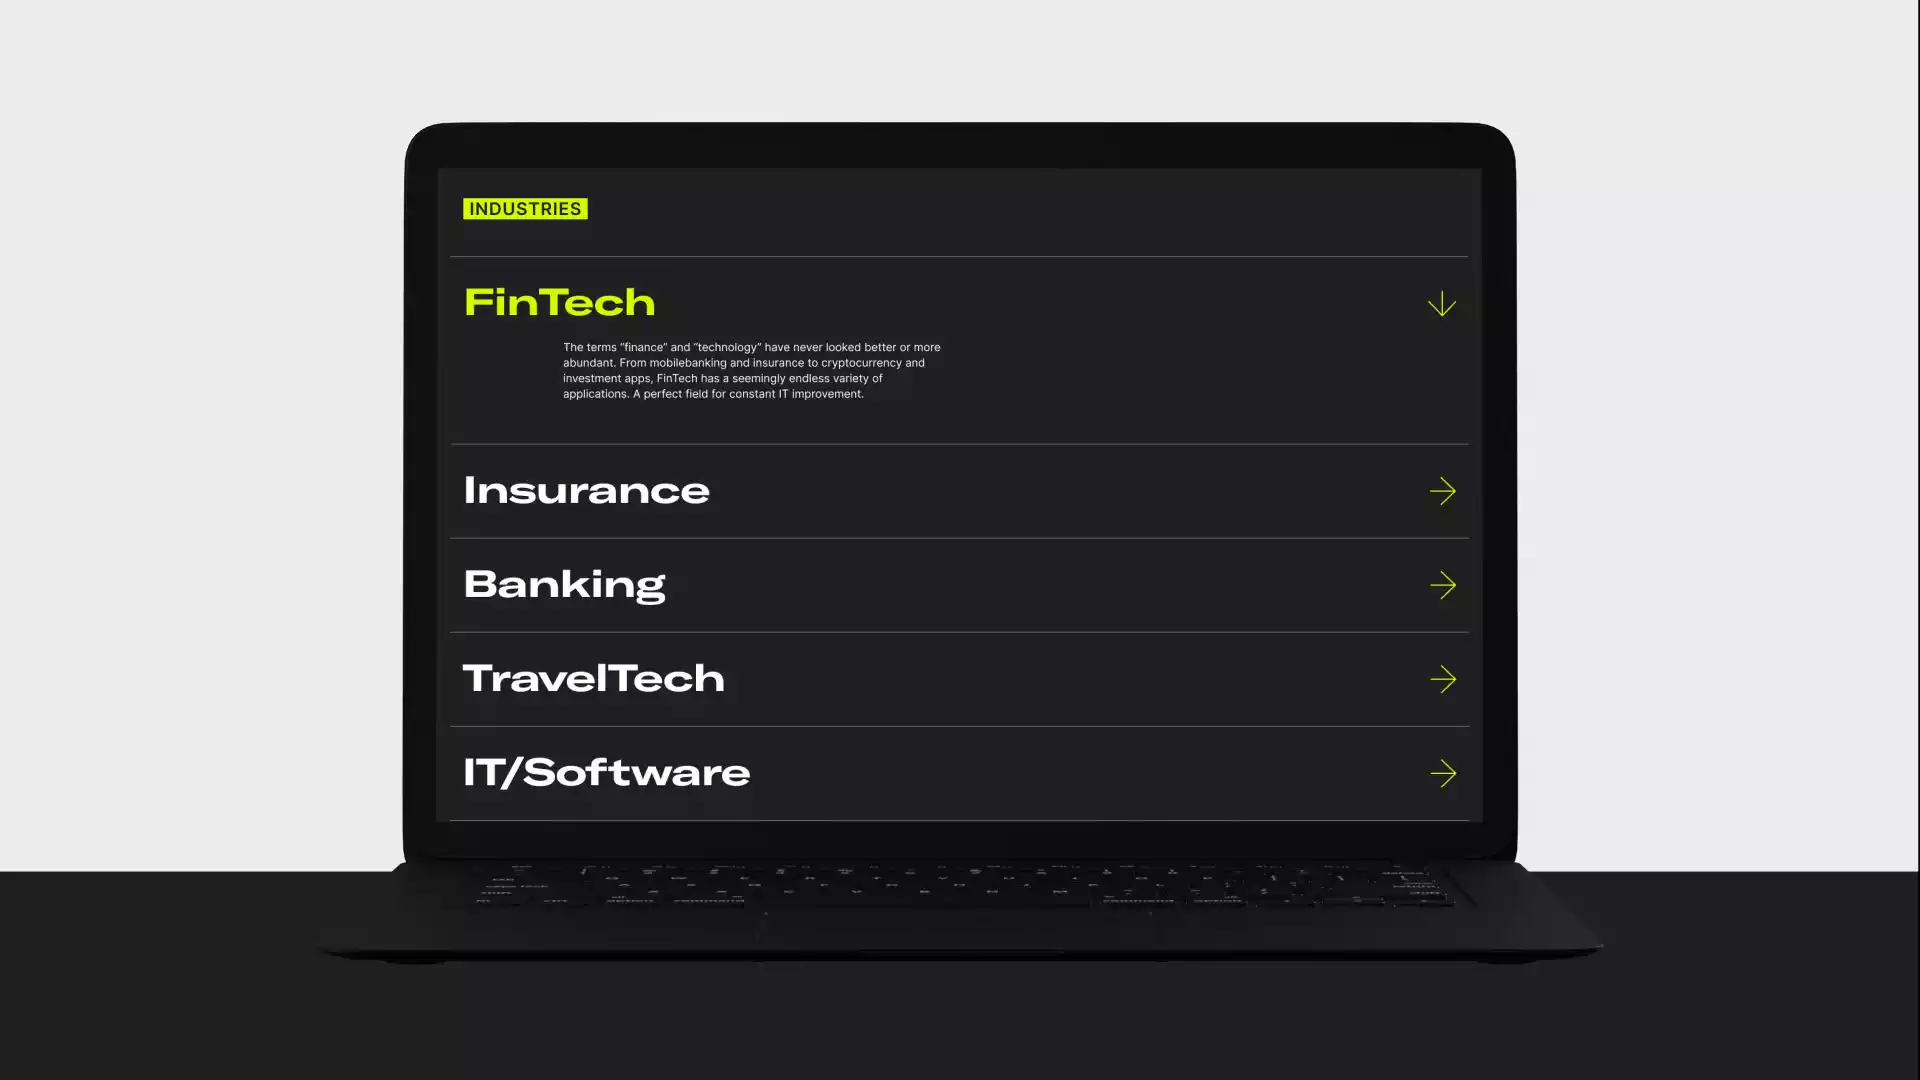 INDUSTRIES
FinTech
The terms “finance” and “technology” have never looked better or more
abundant. From mobilebanking and insurance to cryptocurrency and
investment apps, FinTech has a seemingly endless variety of
applications. A perfect field for constant IT improvement.
Insurance
Banking
TravelTech
IT/Software